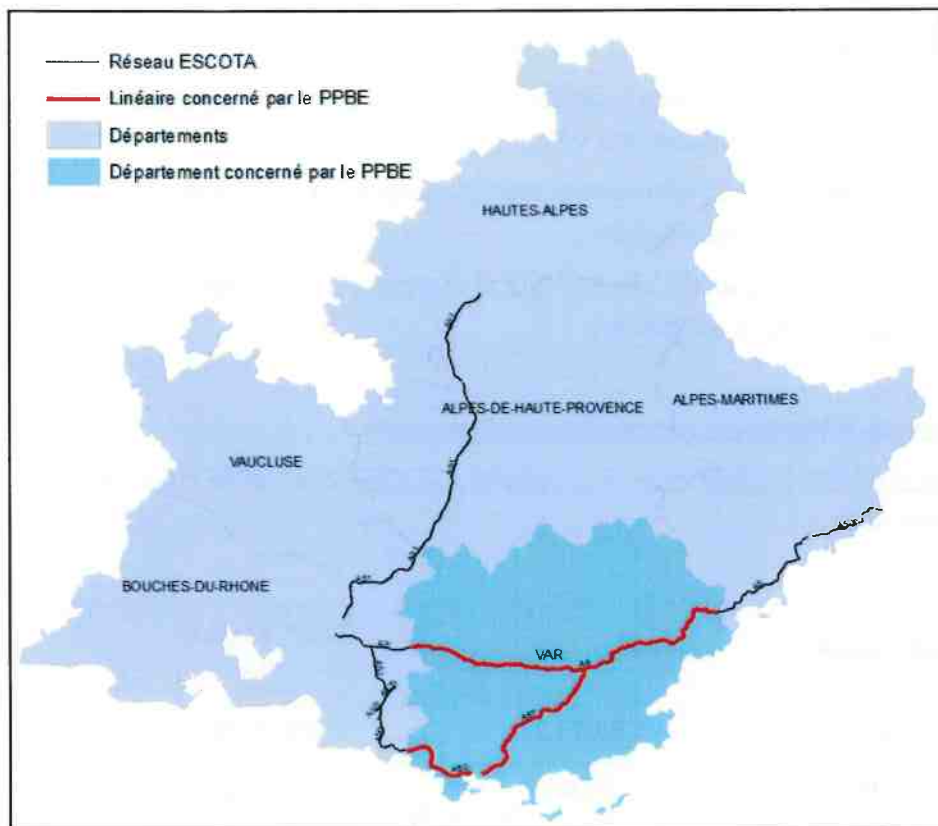 Réseau ESCOTA
Linéaire concerné par le PPBE
Départements
Département concerné par le PPBE
HAUTES-ALPES
ALPES-DE-HAUTE-PROVENCE
ALPES-MARITIMES
VAUCLUSE
BOUCHES-DU-RHONE
VAR